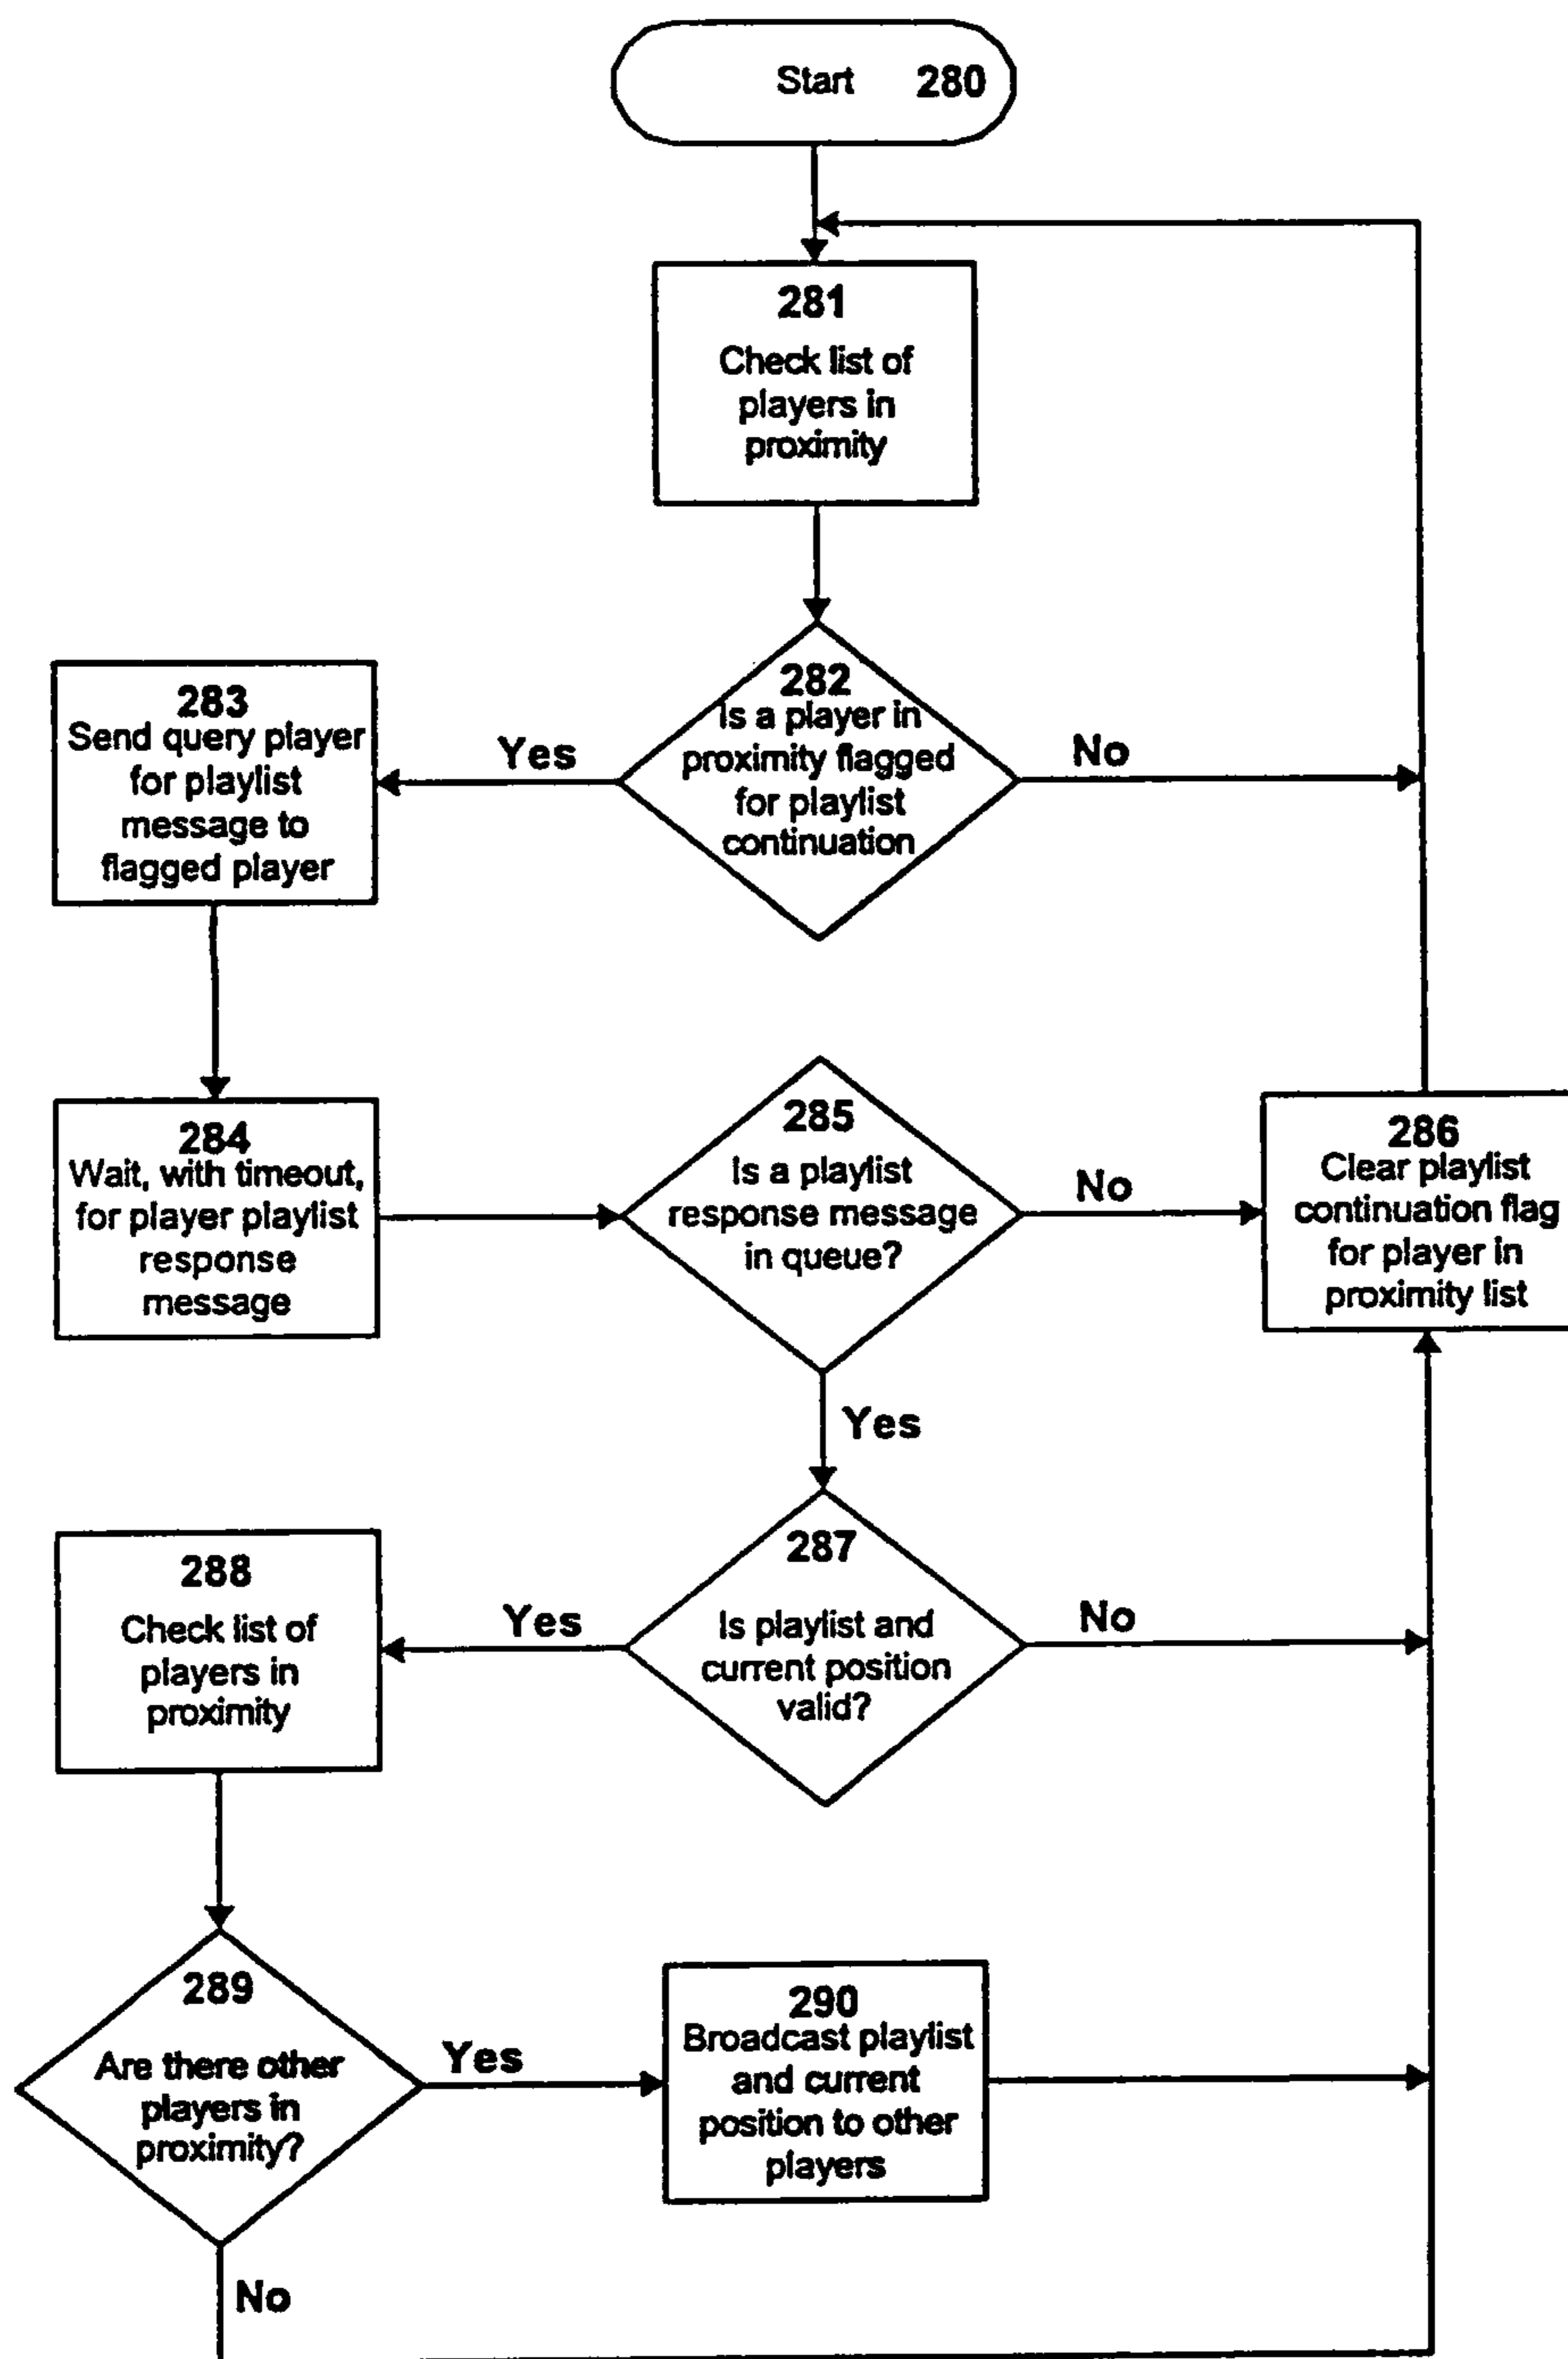 Start 280
281
Check list of
players in
proximity
282
Is a player in
proximity flagged
for playlist
continuation
Yes
No
283
Send query player
for playlist
message to
flagged player
284
Wait, with timeout,
for player playlist
response
message
285
Is a playlist
response message
in queue?
No
Yes
286
Clear playlist
continuation flag
for player in
proximity list
287
Is playlist and
current position
valid?
Yes
No
288
Check list of
players in
proximity
289
Are there other
players in
proximity?
Yes
No
290
Broadcast playlist
and current
position to other
players